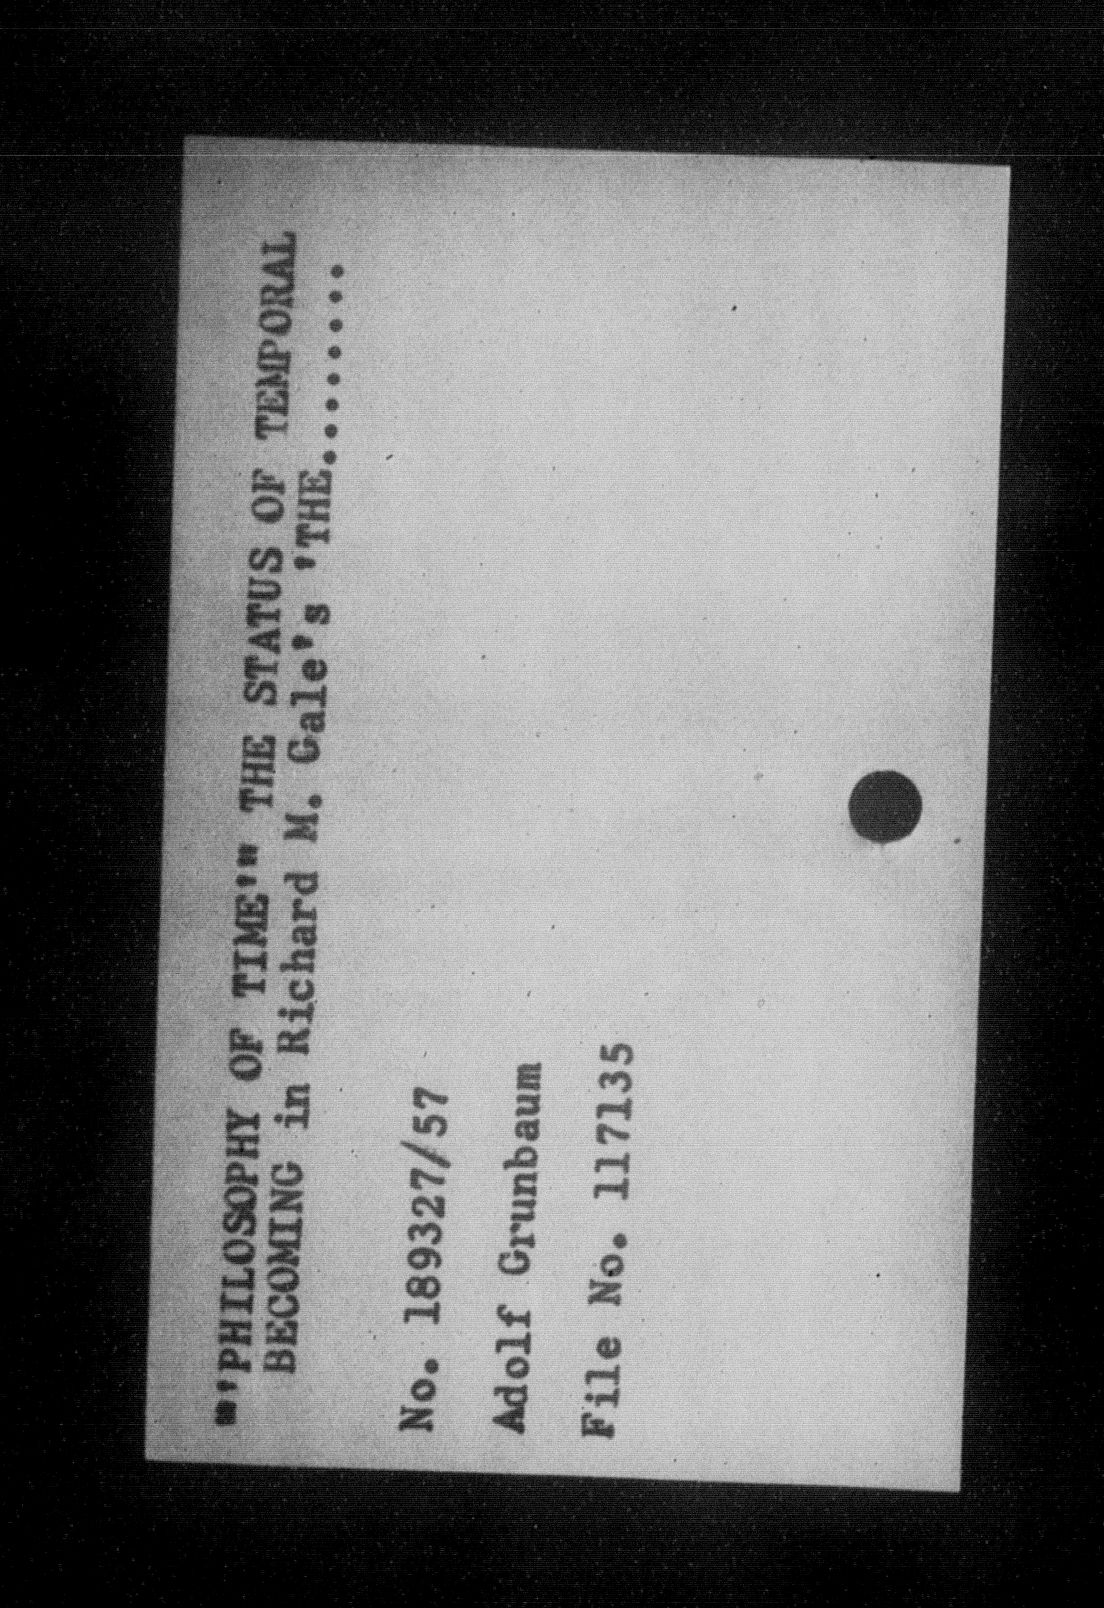 "'PHILOSOPHY OF TIME'" THE STATUS OF TEMPORAL
BECOMING in Richard M. Gale's 'THE.........
No. 189327/57
Adolf Grunbaum
File No. 117135